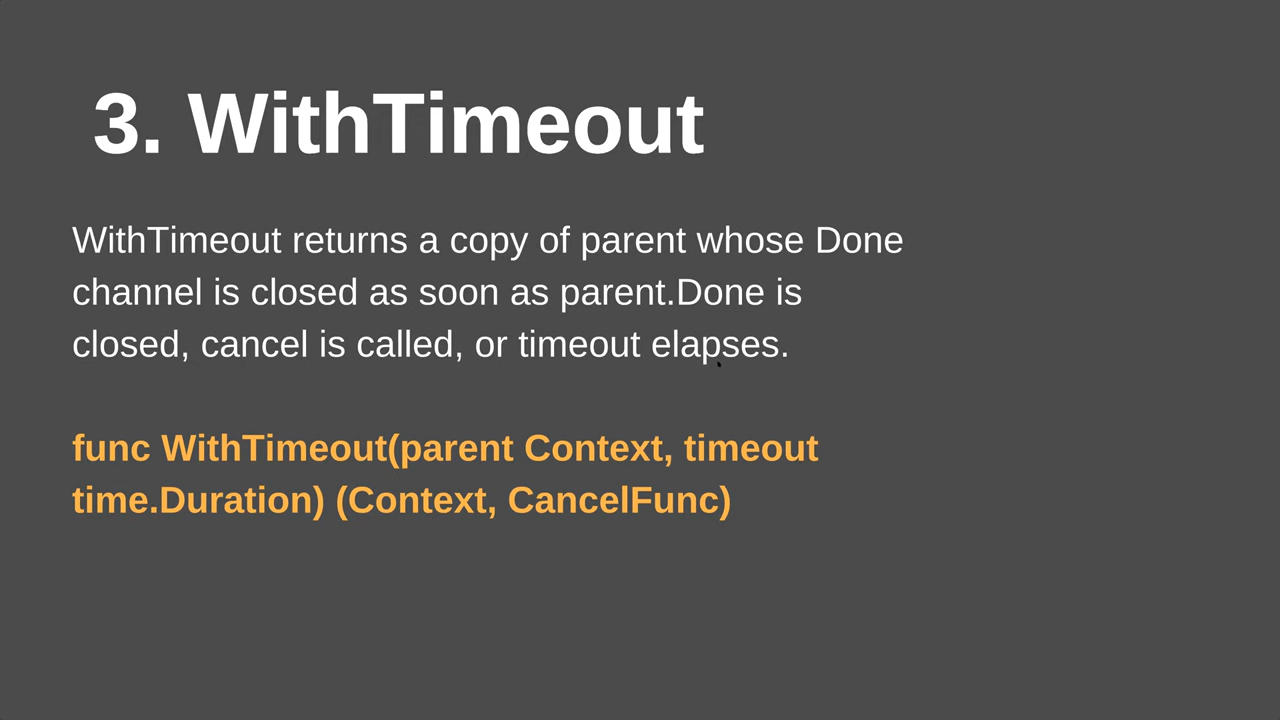 3. WithTimeout
WithTimeout returns a copy of parent whose Done
channel is closed as soon as parent.Done is
closed, cancel is called, or timeout elapses.
func WithTimeout(parent Context, timeout
time.Duration) (Context, CancelFunc)